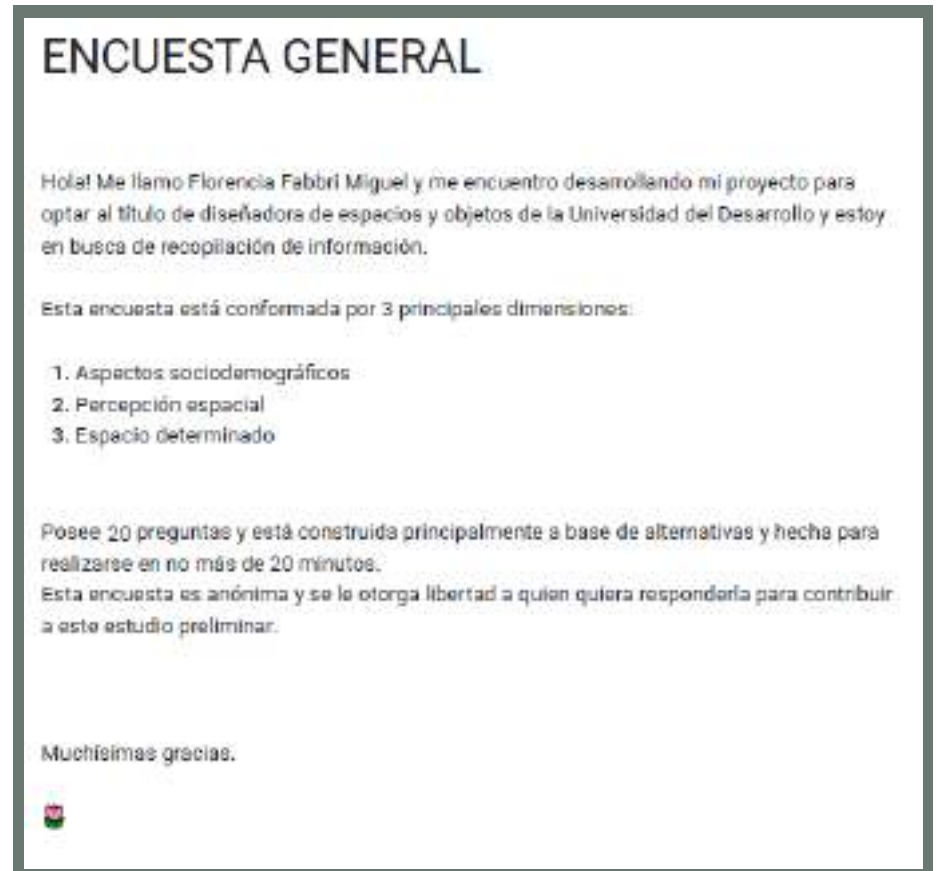 ENCUESTA GENERAL
Hola! Me llamo Florencia Fabbri Miguel y me encuentro desarrollando mi proyecto para
optar al título de diseñadora de espacios y objetos de la Universidad del Desarrollo y estoy
en busca de recopilación de información.
Esta encuesta está conformada por 3 principales dimensiones:
1. Aspectos sociodemográficos
2. Percepción espacial
3. Espacio determinado
Posee 20 preguntas y está construida principalmente a base de alternativas y hecha para
realizarse en no más de 20 minutos.
Esta encuesta es anónima y se le otorga libertad a quien quiera responderla para contribuir
a este estudio preliminar.
Muchísimas gracias.